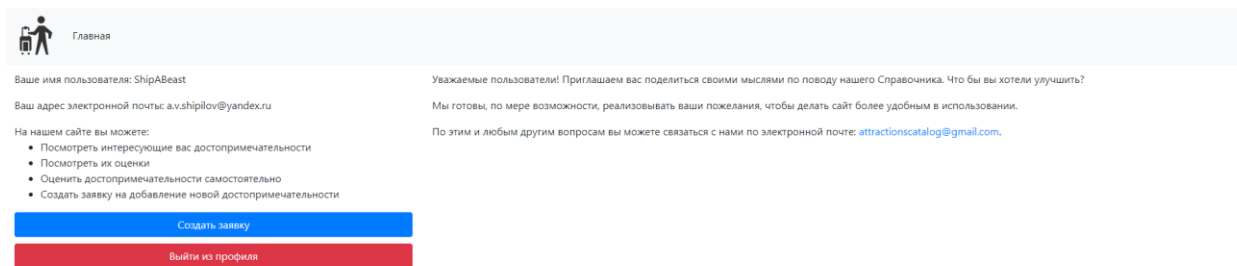 Главная
Ваше имя пользователя: ShipABeast
Ваш адрес электронной почты: a.v.shipilov@yandex.ru
На нашем сайте вы можете:
Посмотреть интересующие вас достопримечательности
Посмотреть их оценки
Оценить достопримечательности самостоятельно
Создать заявку на добавление новой достопримечательности
Создать заявку
Выйти из профиля
Уважаемые пользователи! Приглашаем вас поделиться своими мыслями по поводу нашего Справочника. Что бы вы хотели улучшить?
Мы готовы, по мере возможности, реализовывать ваши пожелания, чтобы делать сайт более удобным в использовании.
По этим и любым другим вопросам вы можете связаться с нами по электронной почте: attractionscatalog@gmail.com.